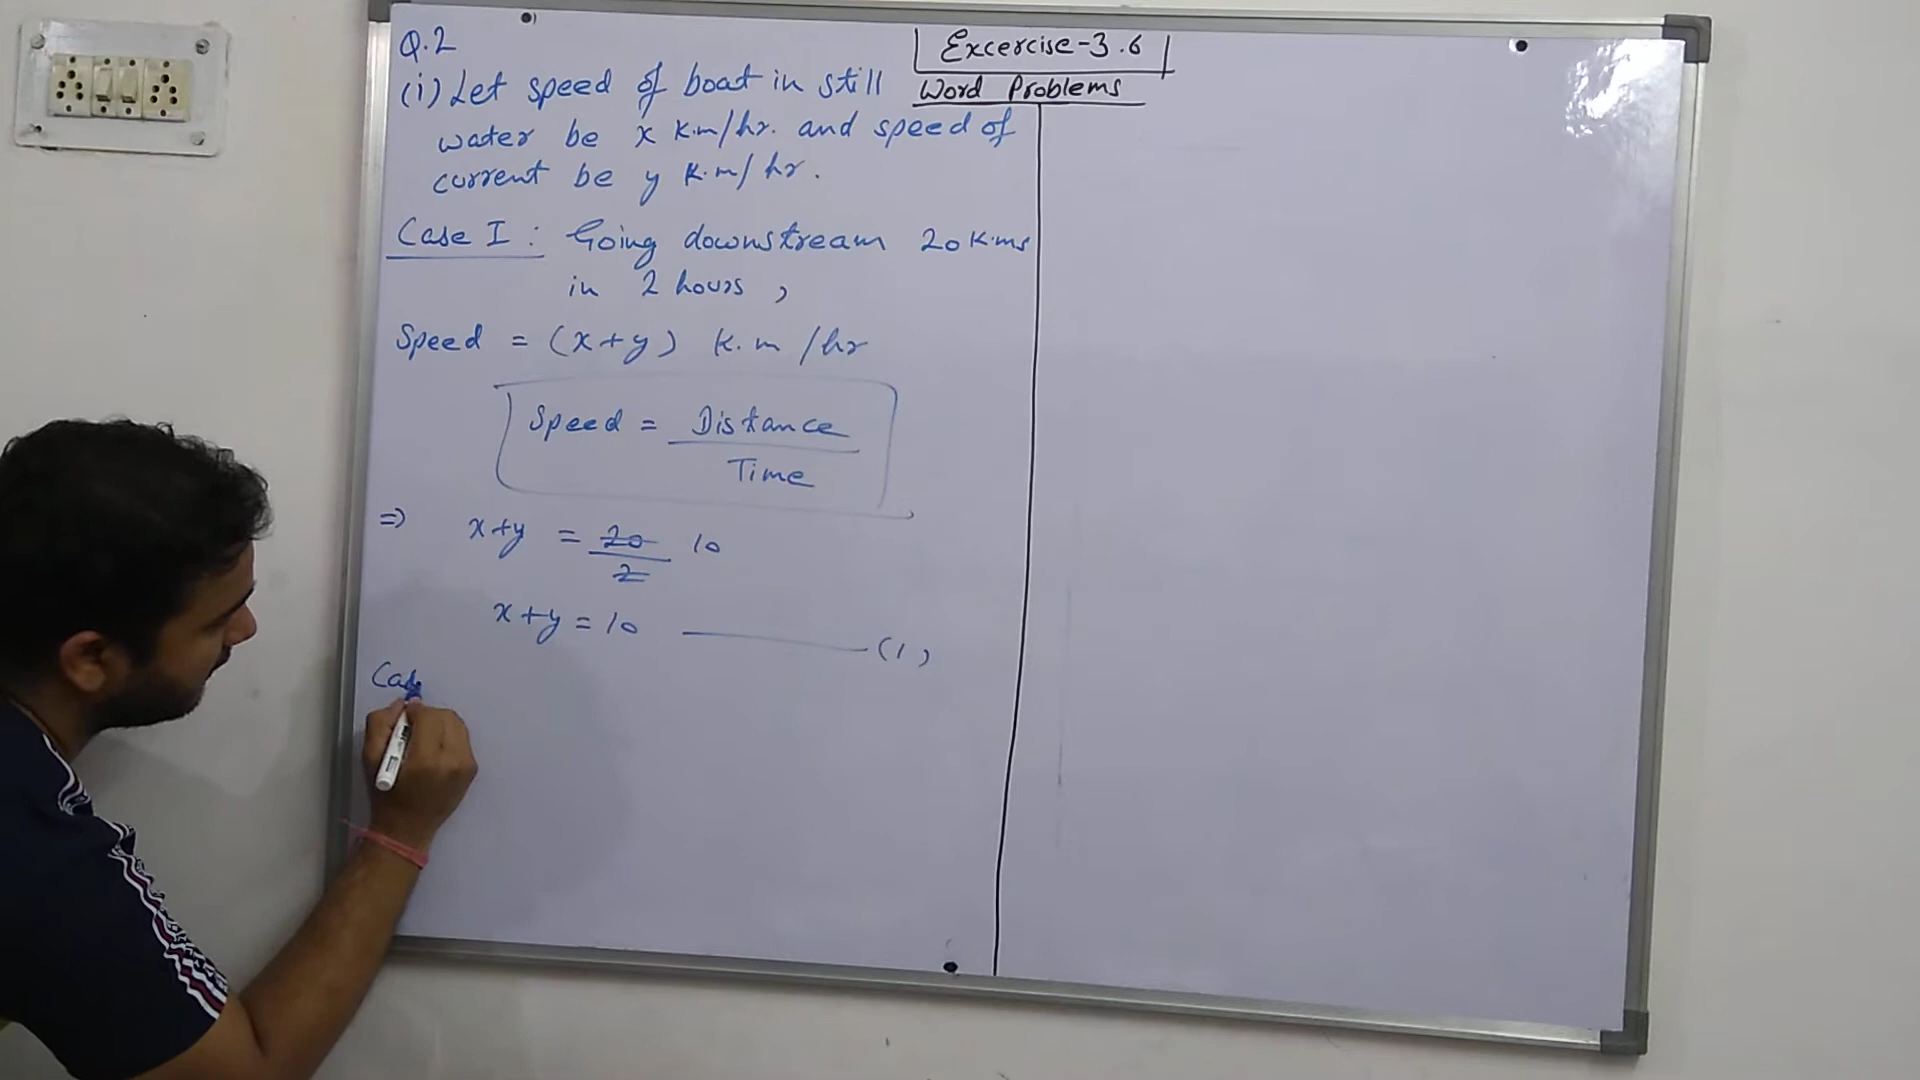 Q.2
Excercise-3.6
Word Problems
(i) Let speed of boat in still
water be x K.m/hr. and speed of
current be y K.m/hr.
Case I : Going downstream 20 K.ms
in 2 hours,
Speed = (x+y) K.m/hr
Speed = Distance
Time
⇒ x+y = 20 10
2
x+y = 10 (1)
Cas